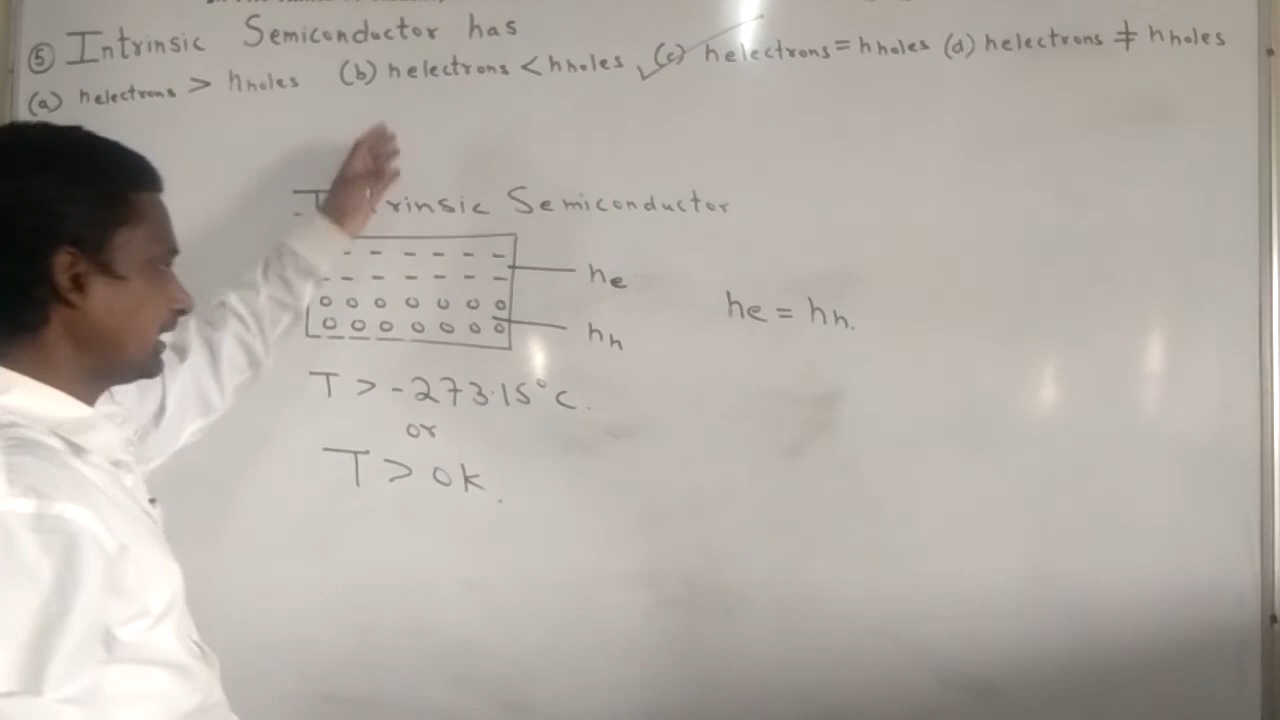 ⑤ Intrinsic Semiconductor has
(a) nelectrons > nholes (b) nelectrons < nholes (c) nelectrons = nholes (d) nelectrons ≠ nholes
Semiconductor
ne
nh
ne = nh.
T > -273.15°C.
or
T > 0K.